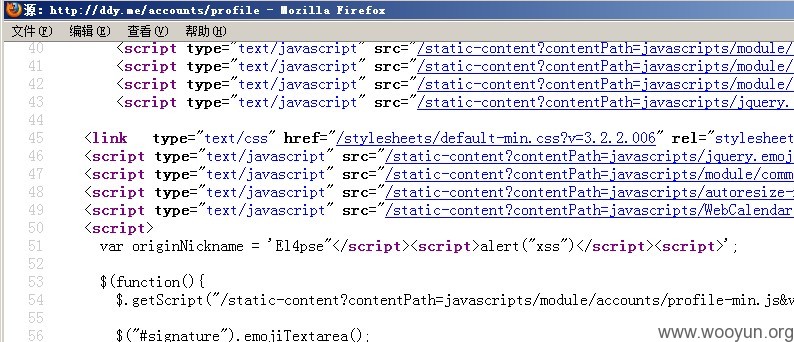 源: http://ddy.me/accounts/profile - Mozilla Firefox
文件(F) 编辑(E) 查看(V) 帮助(H)
40 <script type="text/javascript" src="/static-content?contentPath=javascripts/module/
41 <script type="text/javascript" src="/static-content?contentPath=javascripts/module/
42 <script type="text/javascript" src="/static-content?contentPath=javascripts/module/
43 <script type="text/javascript" src="/static-content?contentPath=javascripts/jquery.
44
45 <link type="text/css" href="/stylesheets/default-min.css?v=3.2.2.006" rel="stylesheet
46 <script type="text/javascript" src="/static-content?contentPath=javascripts/jquery.emoj
47 <script type="text/javascript" src="/static-content?contentPath=javascripts/module/comm
48 <script type="text/javascript" src="/static-content?contentPath=javascripts/autoresize-
49 <script type="text/javascript" src="/static-content?contentPath=javascripts/WebCalendar
50 <script>
51 var originNickname = 'El4pse"</script><script>alert("xss")</script><script>';
52
53 $(function(){
54 $.getScript("/static-content?contentPath=javascripts/module/accounts/profile-min.js&v
55
56 $("#signature").emojiTextarea();
www.wooyun.org